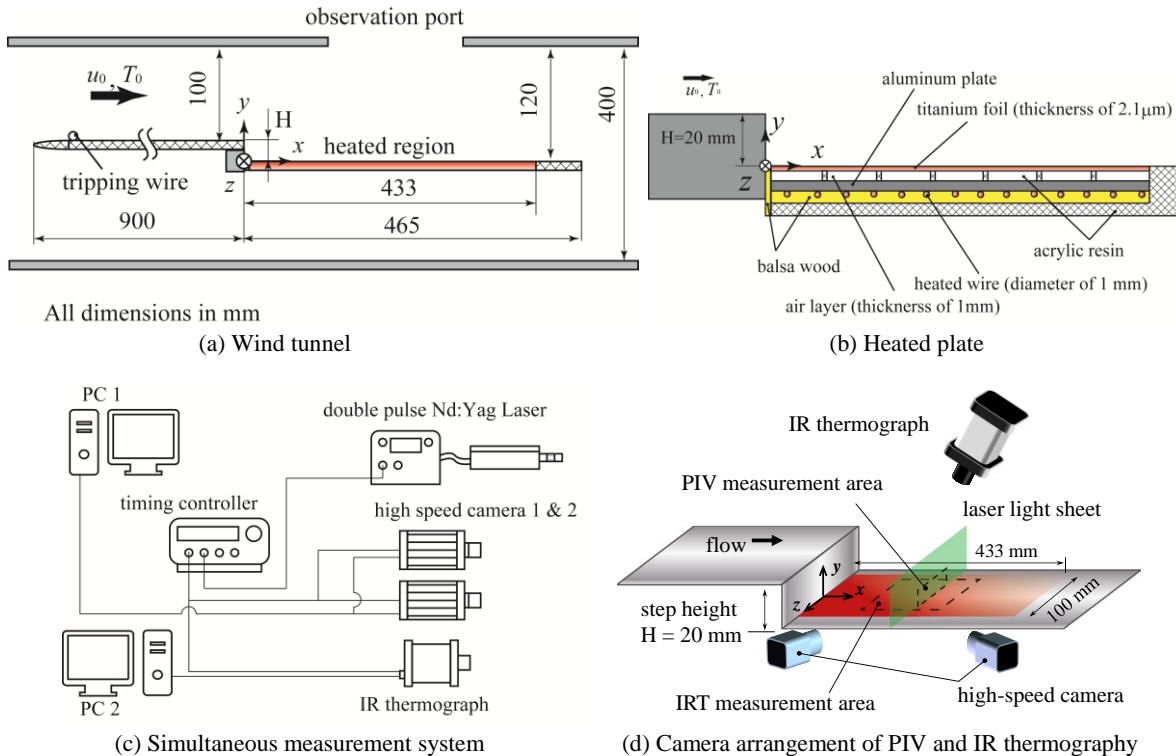 observation port
u₀, T₀
100
y
H
120
400
x
heated region
tripping wire
z
433
900
465
All dimensions in mm
(a) Wind tunnel
u₀, T₀
aluminum plate
titanium foil (thicknerss of 2.1μm)
H=20 mm
y
x
z
acrylic resin
balsa wood
heated wire (diameter of 1 mm)
air layer (thicknerss of 1mm)
(b) Heated plate
PC 1
double pulse Nd:Yag Laser
timing controller
high speed camera 1 & 2
PC 2
IR thermograph
(c) Simultaneous measurement system
IR thermograph
PIV measurement area
laser light sheet
flow
433 mm
y
x
z
step height
H = 20 mm
100 mm
high-speed camera
IRT measurement area
(d) Camera arrangement of PIV and IR thermography